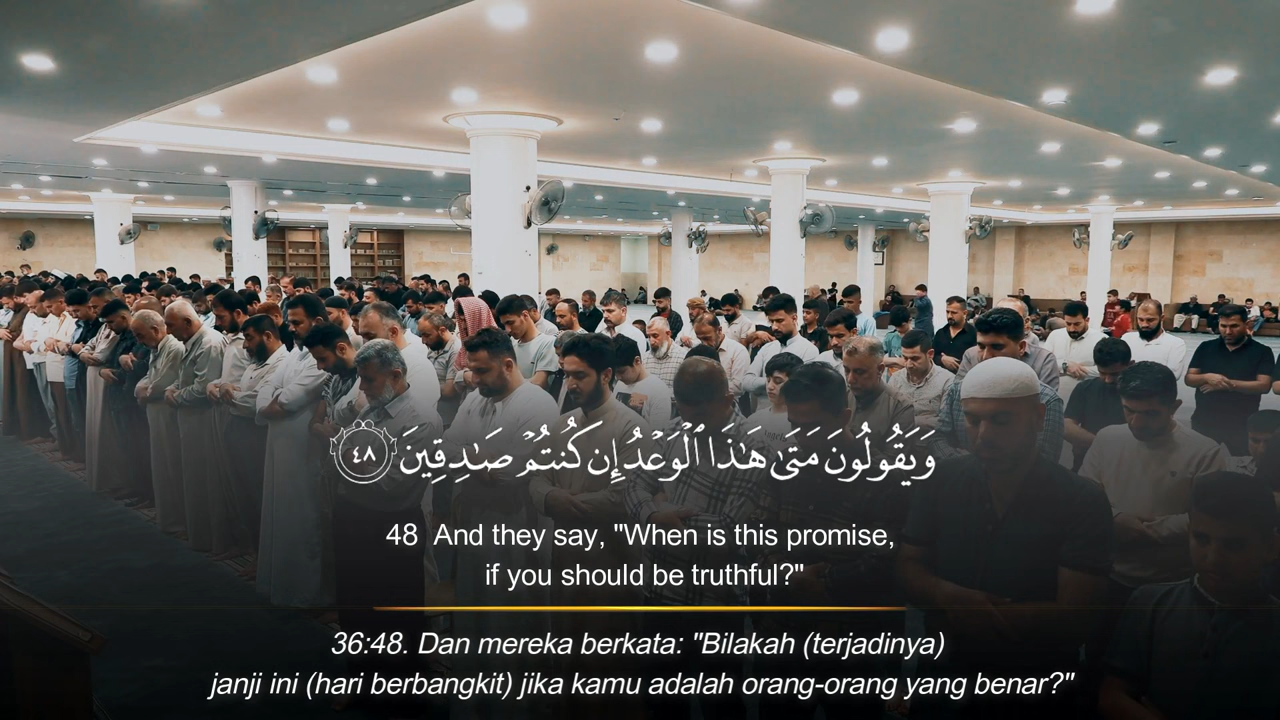 وَيَقُولُونَ مَتَىٰ هَـٰذَا ٱلْوَعْدُ إِن كُنتُمْ صَـٰدِقِينَ ٤٨
48 And they say, "When is this promise,
if you should be truthful?"
36:48. Dan mereka berkata: "Bilakah (terjadinya)
janji ini (hari berbangkit) jika kamu adalah orang-orang yang benar?"